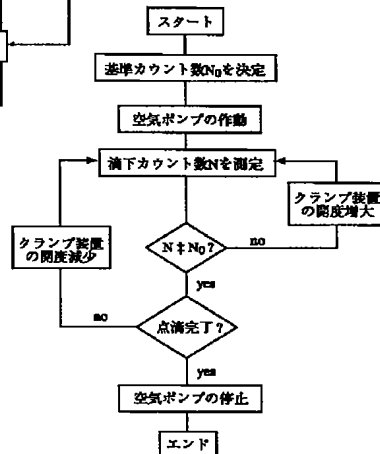 スタート
基準カウント数N₀を決定
空気ポンプの作動
滴下カウント数Nを測定
クランプ装置
の開度増大
クランプ装置
の開度減少
N≒N₀?
no
yes
点滴完了?
no
yes
空気ポンプの停止
エンド